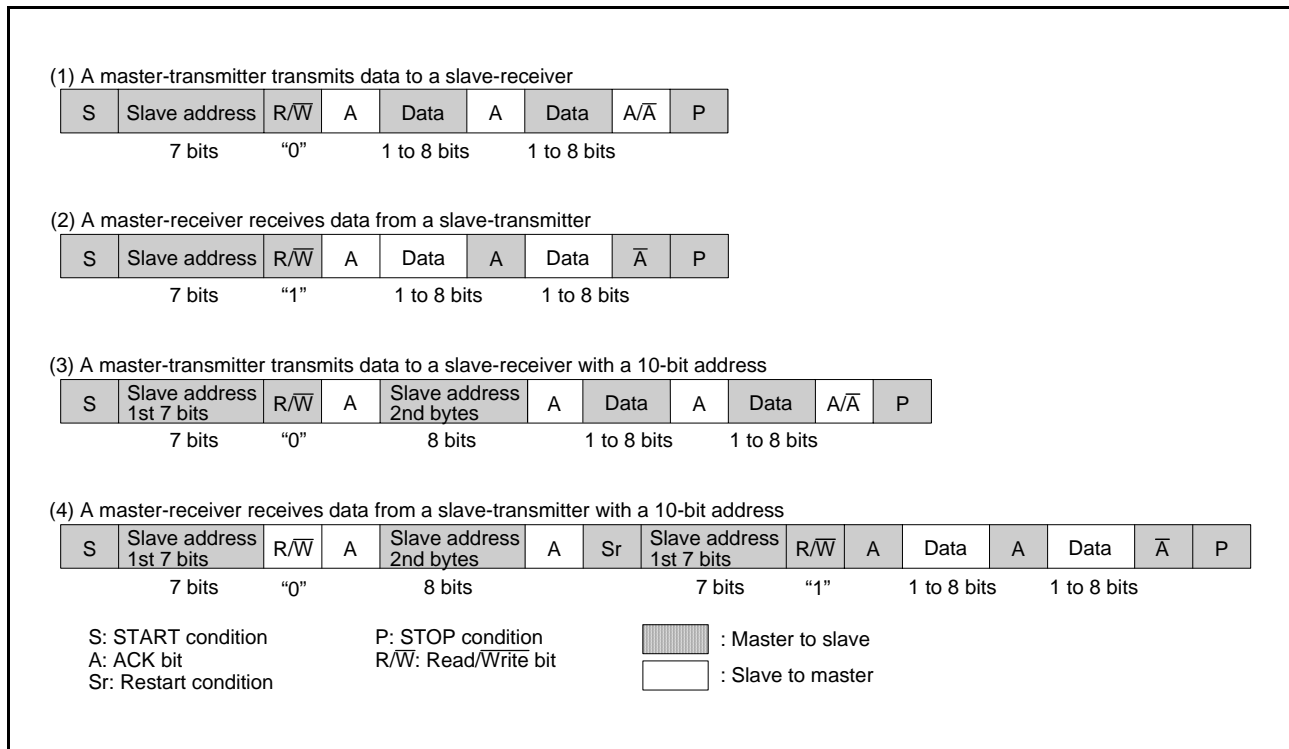 (1) A master-transmitter transmits data to a slave-receiver
S Slave address R/W̅ A Data A Data A/A̅ P
7 bits “0” 1 to 8 bits 1 to 8 bits
(2) A master-receiver receives data from a slave-transmitter
S Slave address R/W̅ A Data A Data A̅ P
7 bits “1” 1 to 8 bits 1 to 8 bits
(3) A master-transmitter transmits data to a slave-receiver with a 10-bit address
S Slave address 1st 7 bits R/W̅ A Slave address 2nd bytes A Data A Data A/A̅ P
7 bits “0” 8 bits 1 to 8 bits 1 to 8 bits
(4) A master-receiver receives data from a slave-transmitter with a 10-bit address
S Slave address 1st 7 bits R/W̅ A Slave address 2nd bytes A Sr Slave address 1st 7 bits R/W̅ A Data A Data A̅ P
7 bits “0” 8 bits 7 bits “1” 1 to 8 bits 1 to 8 bits
S: START condition
A: ACK bit
Sr: Restart condition
P: STOP condition
R/W̅: Read/W̅r̅i̅t̅e̅ bit
: Master to slave
: Slave to master